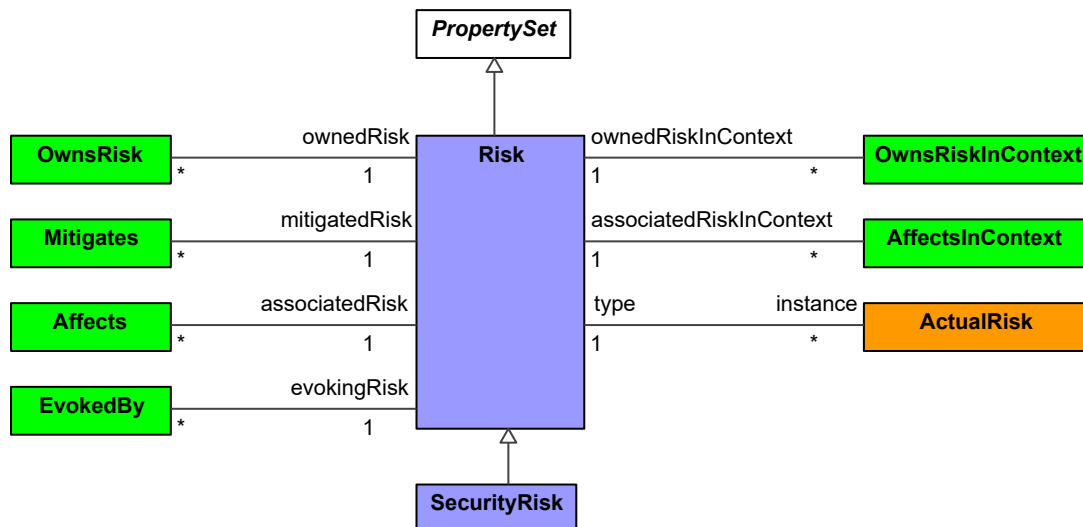 PropertySet
ownedRisk
Risk
ownedRiskInContext
OwnsRisk
OwnsRiskInContext
* 1
1 *
mitigatedRisk
associatedRiskInContext
Mitigates
AffectsInContext
* 1
1 *
associatedRisk
type
instance
Affects
ActualRisk
* 1
1 *
evokingRisk
EvokedBy
* 1
SecurityRisk